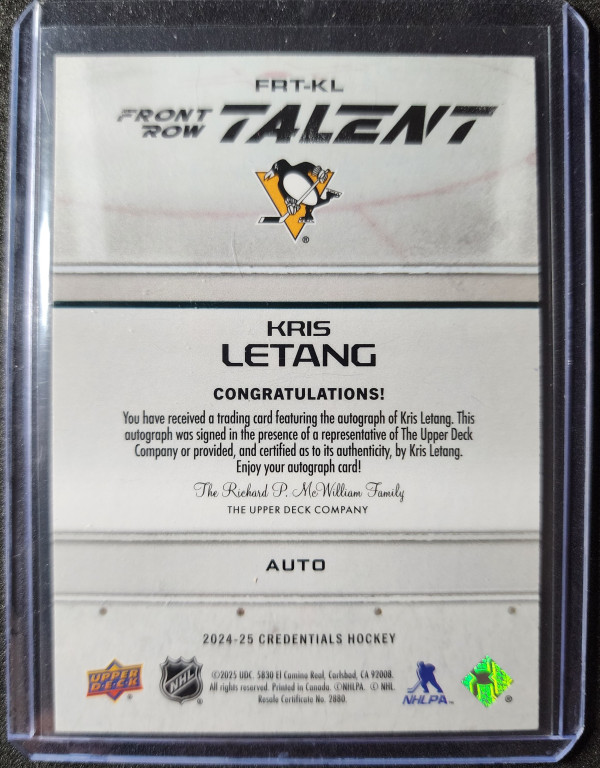 FRT-KL
FRONT ROW TALENT
®
KRIS
LETANG
CONGRATULATIONS!
You have received a trading card featuring the autograph of Kris Letang. This
autograph was signed in the presence of a representative of The Upper Deck
Company or provided, and certified as to its authenticity, by Kris Letang.
Enjoy your autograph card!
The Richard P. McWilliam Family
THE UPPER DECK COMPANY
AUTO
2024-25 CREDENTIALS HOCKEY
UPPER DECK
NHL
©2025 UDC. 5830 El Camino Real, Carlsbad, CA 92008.
All rights reserved. Printed in Canada. ©NHLPA. © NHL.
Resale Certificate No. 2880.
NHLPA™
®